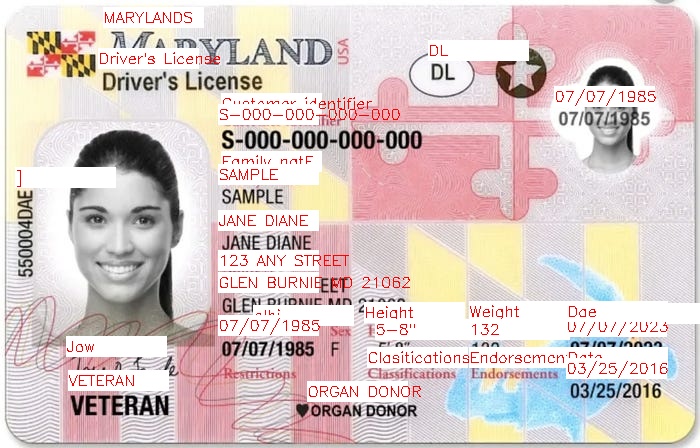 MARYLANDS
MARYLAND
USA
Driver's License
Driver's License
DL
DL
07/07/1985
07/07/1985
Customer identifier
S-000-000-000-000
S-000-000-000-000
Family natF
]
SAMPLE
SAMPLE
550004DAE
JANE DIANE
JANE DIANE
123 ANY STREET
GLEN BURNIE MD 21062
GLEN BURNIE MD 21062
Height
Weight
Dae
5-8"
132
07/07/2023
07/07/1985
Sex
07/07/1985 F
Jaw
Clasitications
Endorscmcn
Date
03/25/2016
Restrictions
Classifications
Endorsements
03/25/2016
VETERAN
VETERAN
ORGAN DONOR
ORGAN DONOR